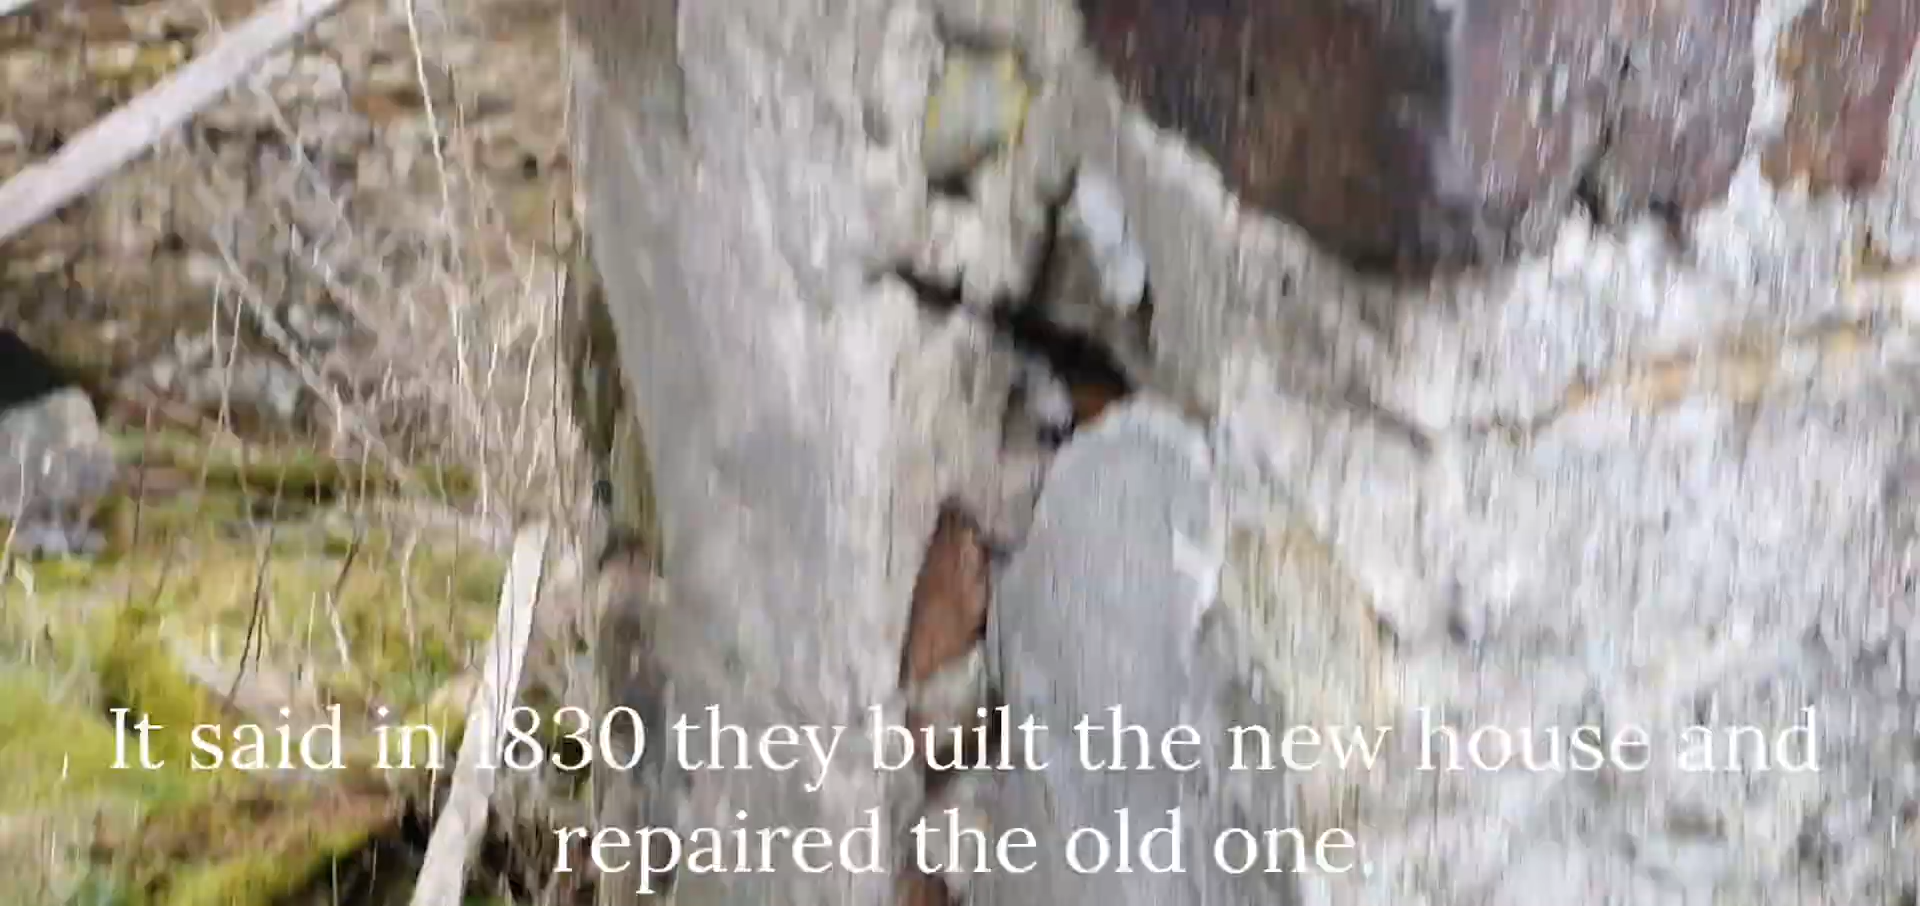 It said in 1830 they built the new house and
repaired the old one.